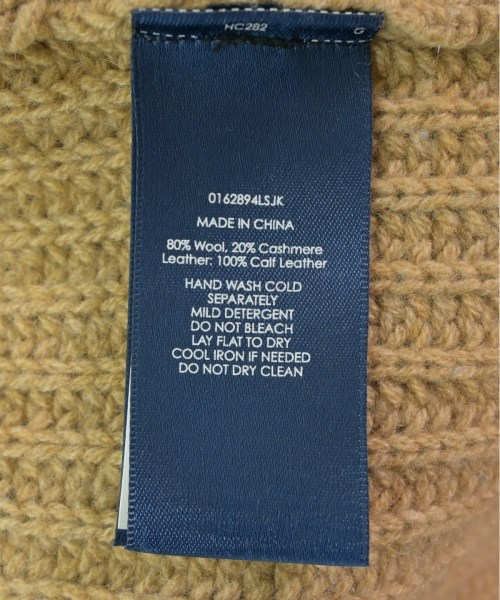 HC282 G
0162894LSJK
MADE IN CHINA
80% Wool, 20% Cashmere
Leather: 100% Calf Leather
HAND WASH COLD
SEPARATELY
MILD DETERGENT
DO NOT BLEACH
LAY FLAT TO DRY
COOL IRON IF NEEDED
DO NOT DRY CLEAN